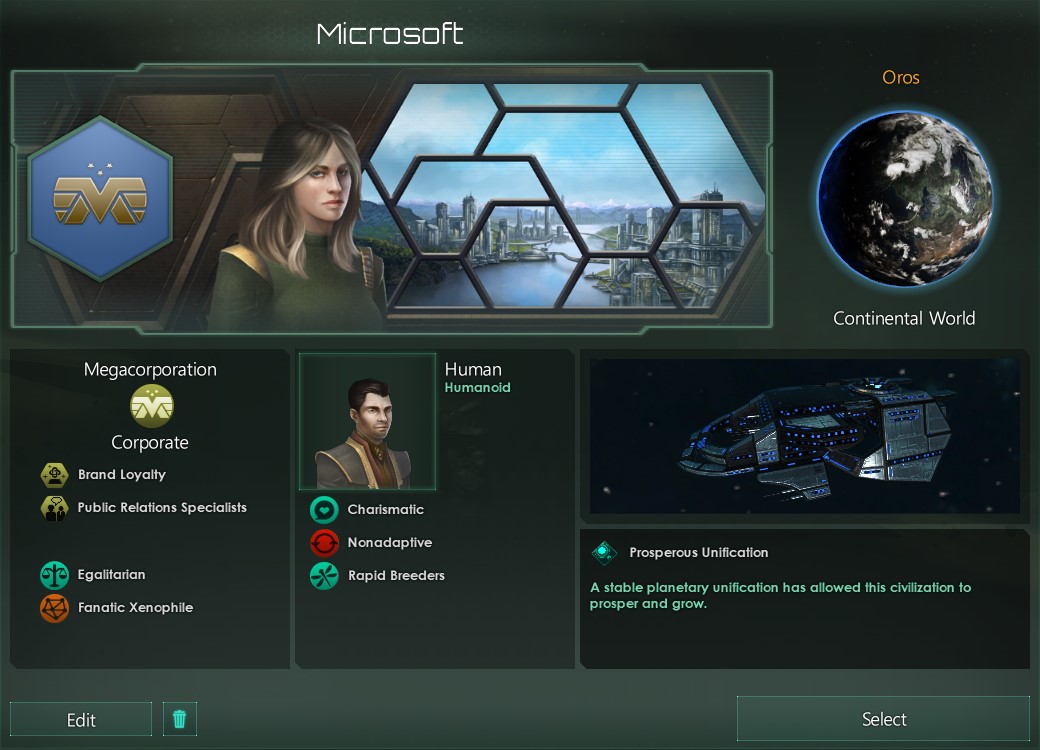 Microsoft
Oros
Continental World
Megacorporation
Corporate
Brand Loyalty
Public Relations Specialists
Egalitarian
Fanatic Xenophile
Human
Humanoid
Charismatic
Nonadaptive
Rapid Breeders
Prosperous Unification
A stable planetary unification has allowed this civilization to
prosper and grow.
Edit
Select